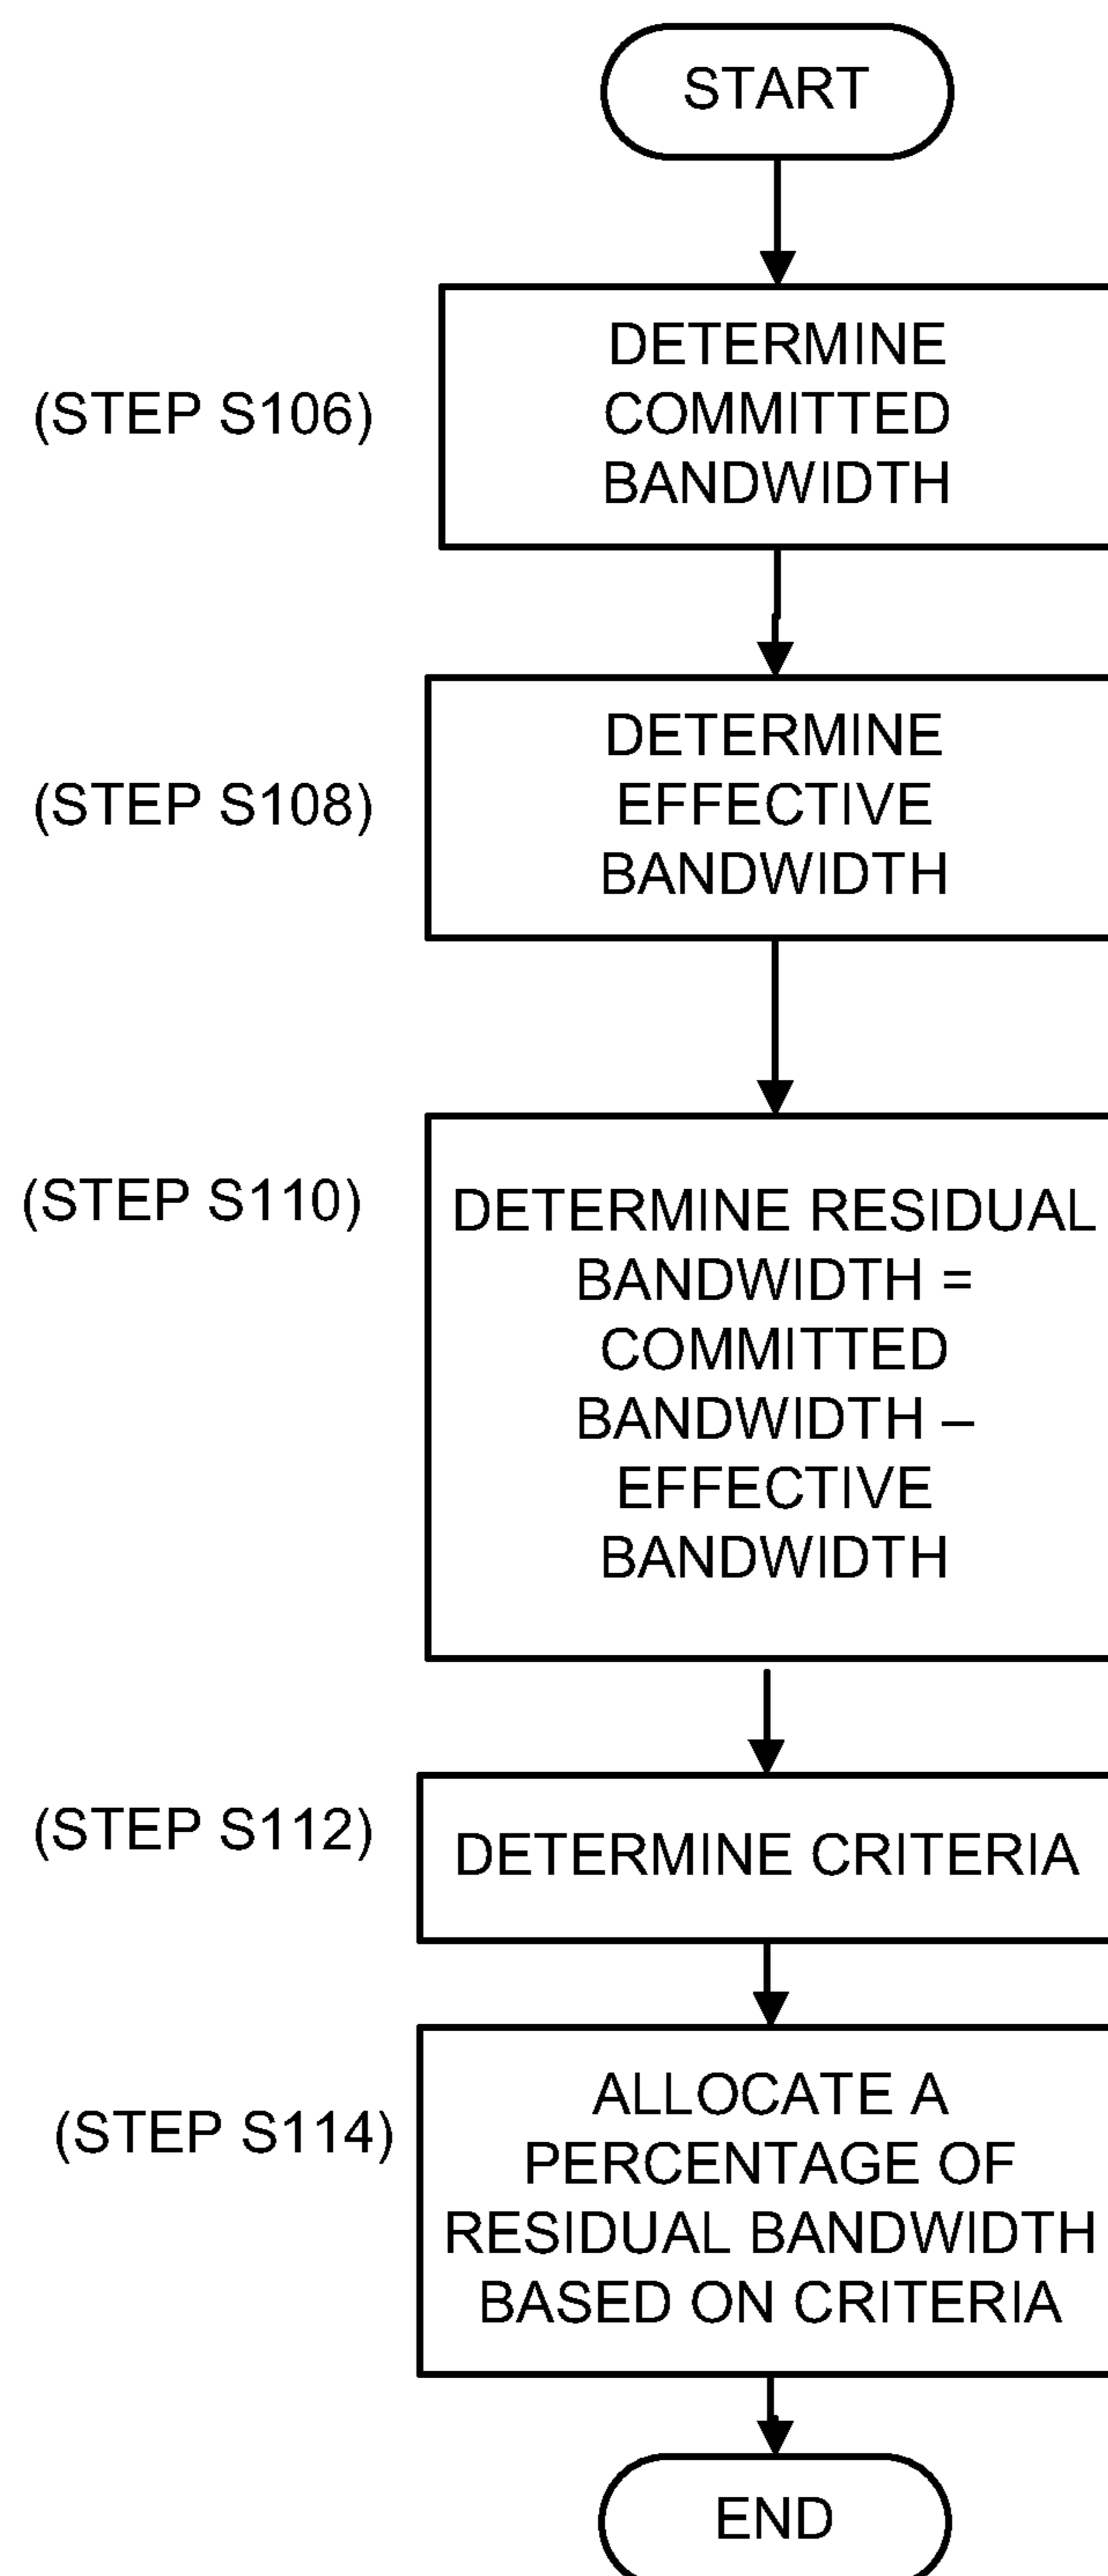 START
(STEP S106)
DETERMINE
COMMITTED
BANDWIDTH
(STEP S108)
DETERMINE
EFFECTIVE
BANDWIDTH
(STEP S110)
DETERMINE RESIDUAL
BANDWIDTH =
COMMITTED
BANDWIDTH –
EFFECTIVE
BANDWIDTH
(STEP S112)
DETERMINE CRITERIA
(STEP S114)
ALLOCATE A
PERCENTAGE OF
RESIDUAL BANDWIDTH
BASED ON CRITERIA
END